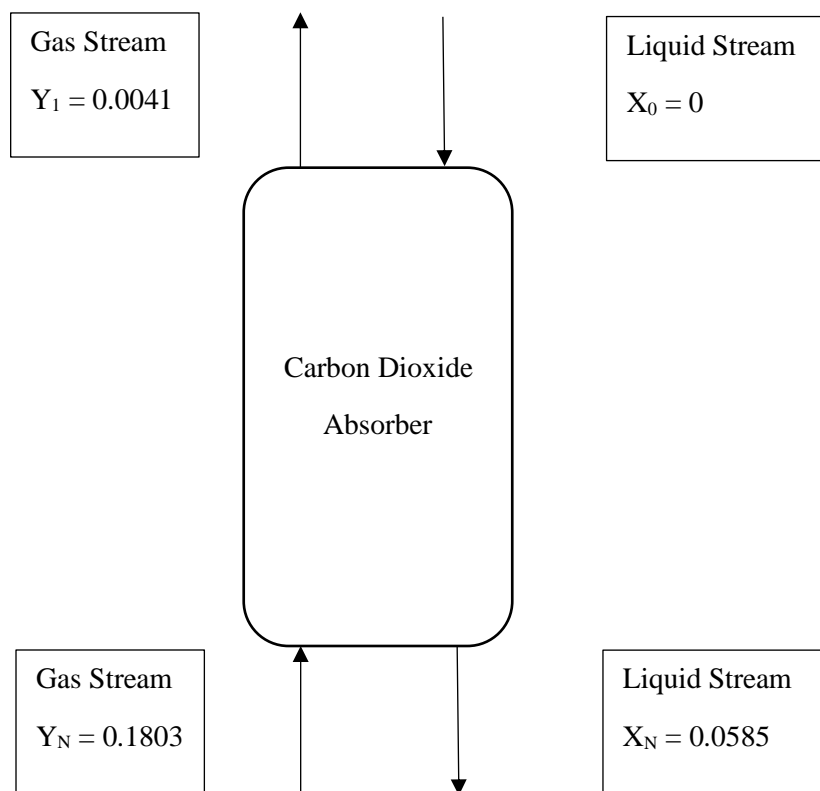 Gas Stream
Y₁ = 0.0041
Liquid Stream
X₀ = 0
Carbon Dioxide
Absorber
Gas Stream
Yₙ = 0.1803
Liquid Stream
Xₙ = 0.0585